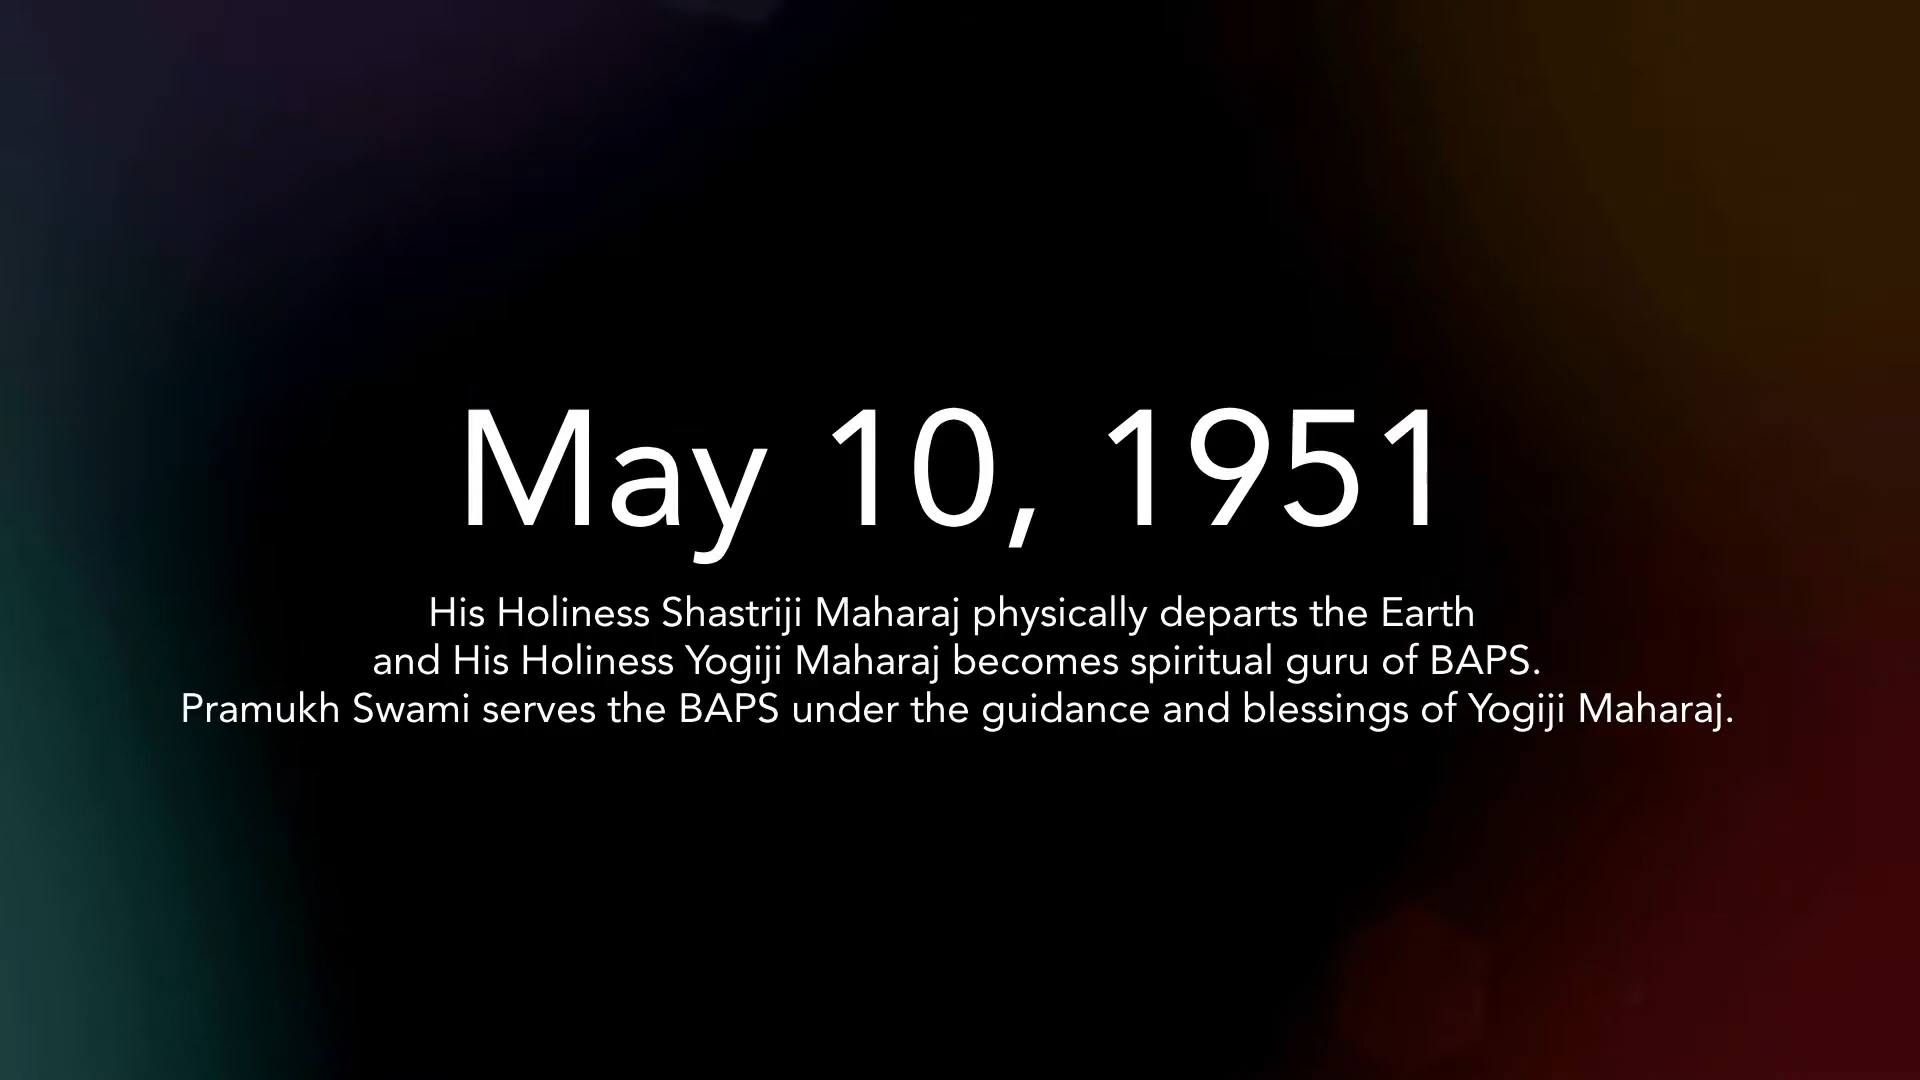 May 10, 1951
His Holiness Shastriji Maharaj physically departs the Earth
and His Holiness Yogiji Maharaj becomes spiritual guru of BAPS.
Pramukh Swami serves the BAPS under the guidance and blessings of Yogiji Maharaj.